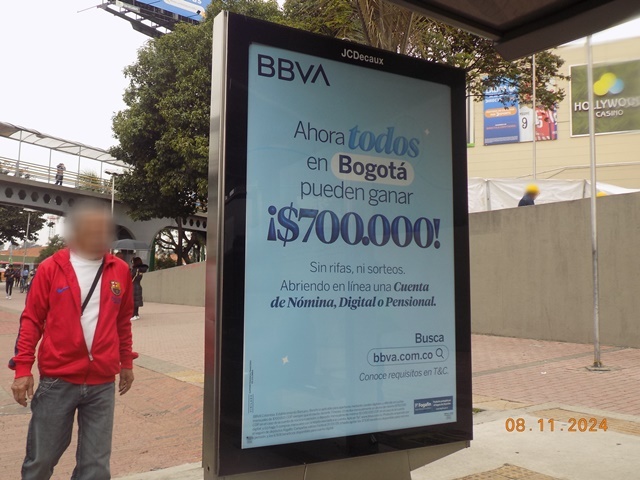 JCDecaux
BBVA
Ahora todos
en Bogotá
pueden ganar
¡$700.000!
Sin rifas, ni sorteos.
Abriendo en línea una Cuenta
de Nómina, Digital o Pensional.
Busca
bbva.com.co
Conoce requisitos en T&C
HOLLYWOOD
CASINO
9
08.11.2024